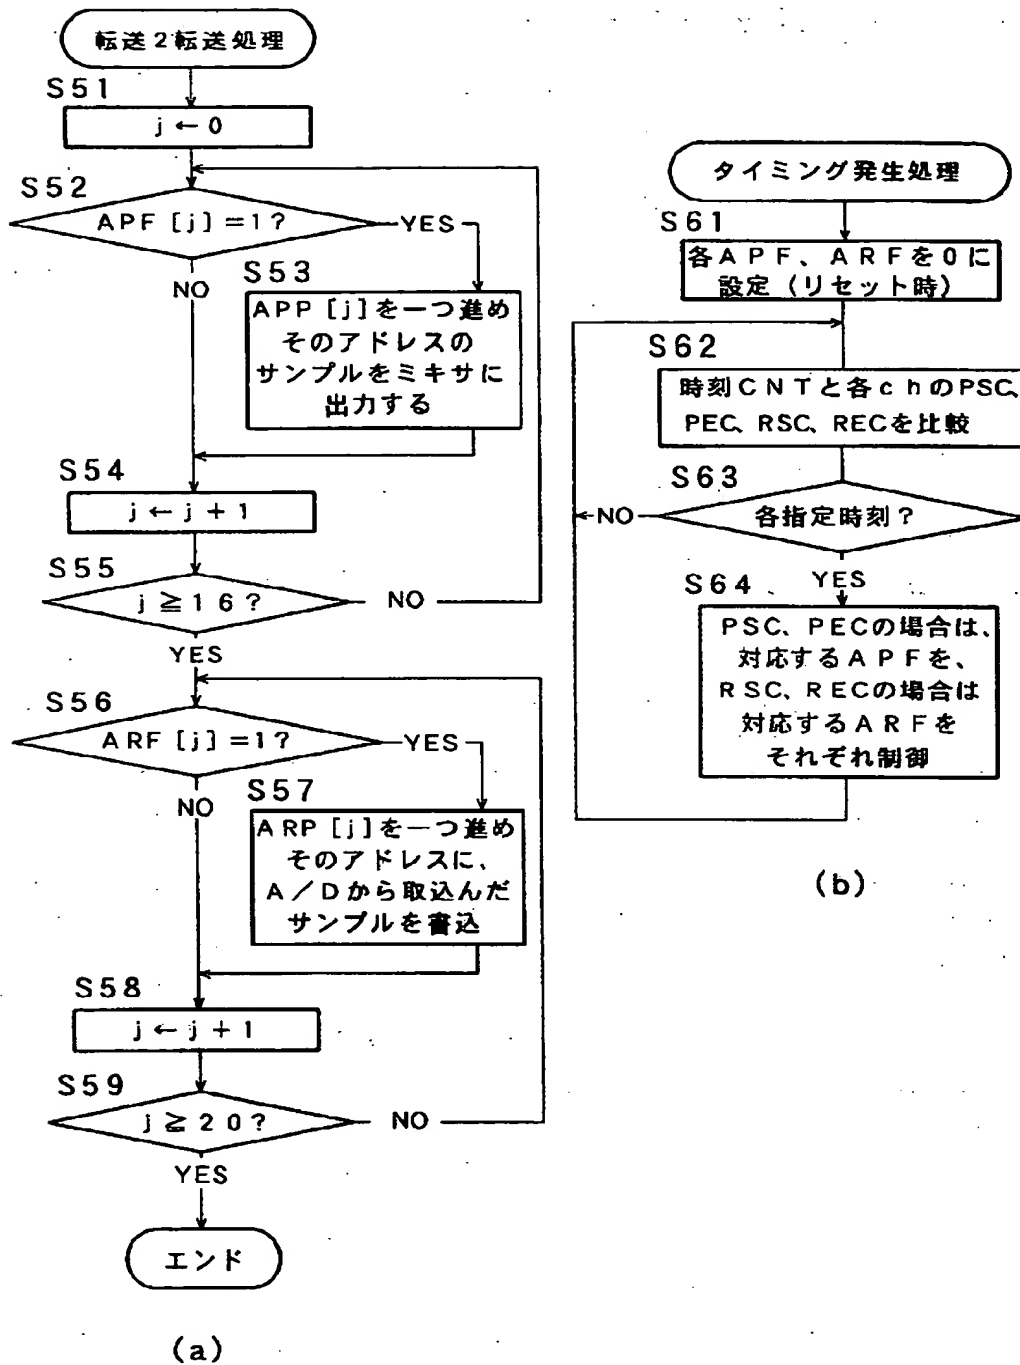 転送2転送処理
S51
j←0
S52
APF[j]=1?
YES
NO
S53
APP[j]を一つ進め
そのアドレスの
サンプルをミキサに
出力する
S54
j←j+1
S55
j≧16?
NO
YES
S56
ARF[j]=1?
YES
NO
S57
ARP[j]を一つ進め
そのアドレスに、
A/Dから取込んだ
サンプルを書込
S58
j←j+1
S59
j≧20?
NO
YES
エンド
(a)
タイミング発生処理
S61
各APF、ARFを0に
設定(リセット時)
S62
時刻CNTと各chのPSC、
PEC、RSC、RECを比較
S63
各指定時刻?
NO
YES
S64
PSC、PECの場合は、
対応するAPFを、
RSC、RECの場合は
対応するARFを
それぞれ制御
(b)